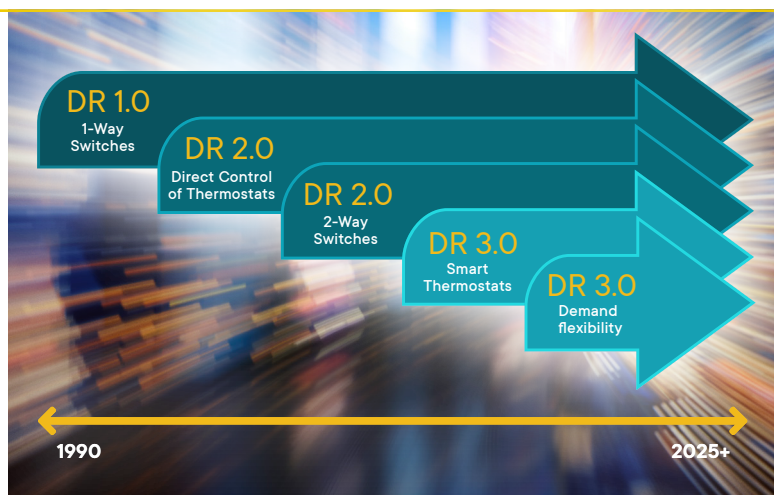 DR 1.0
1-Way
Switches
DR 2.0
Direct Control
of Thermostats
DR 2.0
2-Way
Switches
DR 3.0
Smart
Thermostats
DR 3.0
Demand
flexibility
1990
2025+